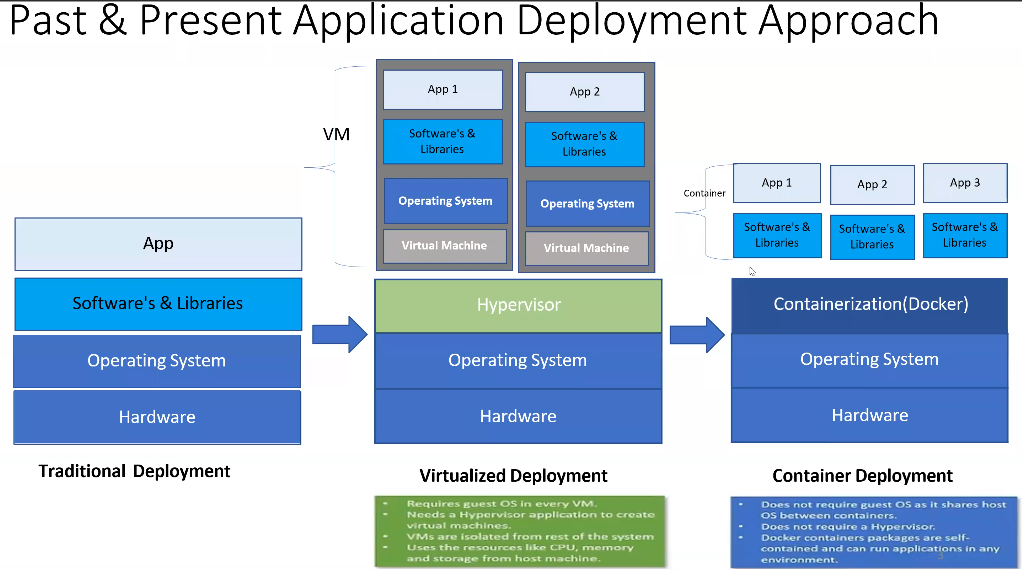 Past & Present Application Deployment Approach
App
Software's & Libraries
Operating System
Hardware
Traditional Deployment
VM
App 1
Software's &
Libraries
Operating System
Virtual Machine
App 2
Software's &
Libraries
Operating System
Virtual Machine
Hypervisor
Operating System
Hardware
Virtualized Deployment
• Requires guest OS in every VM.
• Needs a Hypervisor application to create
virtual machines.
• VMs are isolated from rest of the system
• Uses the resources like CPU, memory
and storage from host machine.
Container
App 1
Software's &
Libraries
App 2
Software's &
Libraries
App 3
Software's &
Libraries
Containerization(Docker)
Operating System
Hardware
Container Deployment
• Does not require guest OS as it shares host
OS between containers.
• Does not require a Hypervisor.
• Docker containers packages are self-
contained and can run applications in any
environment.
3